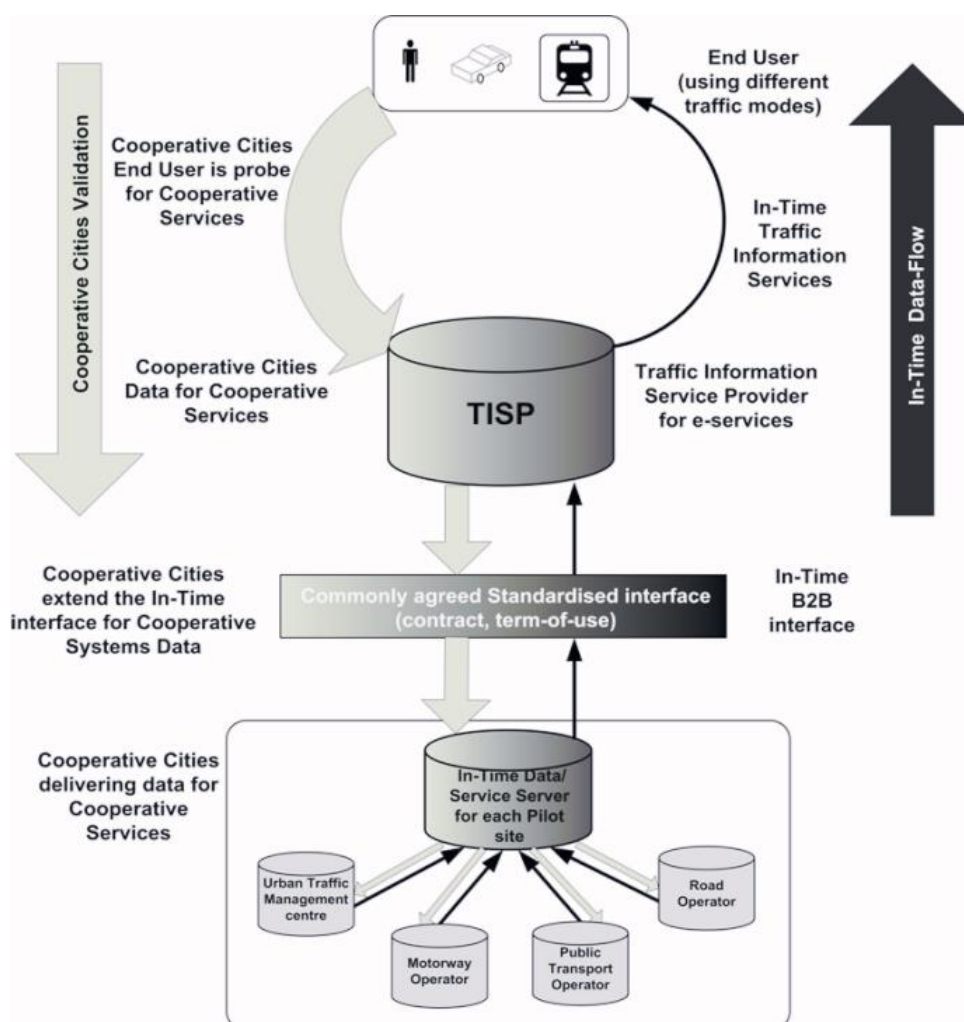 End User
(using different
traffic modes)
Cooperative Cities Validation
Cooperative Cities
End User is probe
for Cooperative
Services
In-Time
Traffic
Information
Services
In-Time Data-Flow
Cooperative Cities
Data for Cooperative
Services
TISP
Traffic Information
Service Provider
for e-services
Cooperative Cities
extend the In-Time
interface for Cooperative
Systems Data
Commonly agreed Standardised interface
(contract, term-of-use)
In-Time
B2B
interface
Cooperative Cities
delivering data for
Cooperative
Services
In-Time Data/
Service Server
for each Pilot
site
Urban Traffic
Management
centre
Motorway
Operator
Public
Transport
Operator
Road
Operator